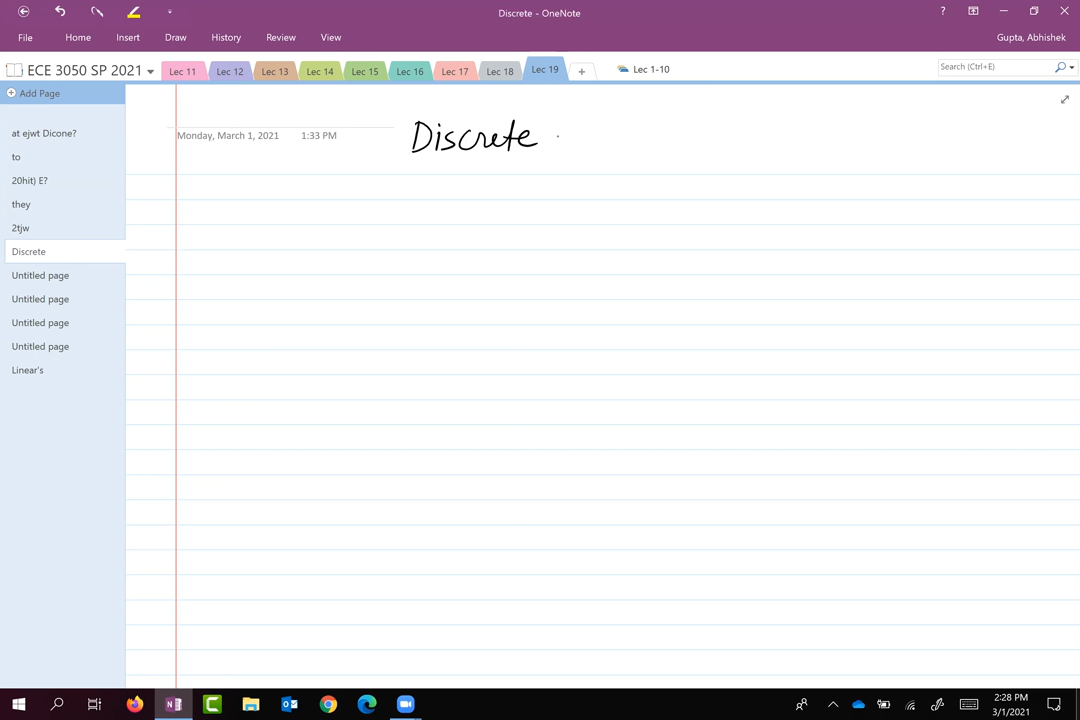 Discrete - OneNote
?
File Home Insert Draw History Review View
Gupta, Abhishek
ECE 3050 SP 2021 Lec 11 Lec 12 Lec 13 Lec 14 Lec 15 Lec 16 Lec 17 Lec 18 Lec 19 + Lec 1-10
Search (Ctrl+E)
Add Page
at ejwt Dicone?
to
20hit) E?
they
2tjw
Discrete
Untitled page
Untitled page
Untitled page
Untitled page
Linear's
Monday, March 1, 2021 1:33 PM
Discrete
2:28 PM
3/1/2021